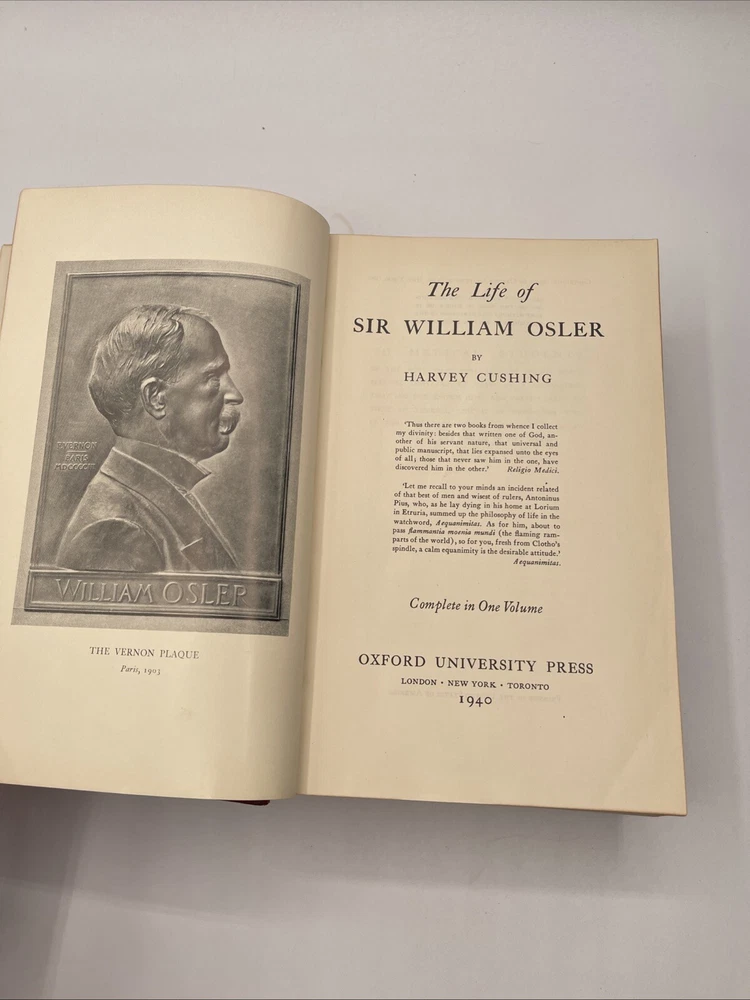 F. VERNON
PARIS
MDCCCCIII
WILLIAM OSLER
THE VERNON PLAQUE
Paris, 1903
The Life of
SIR WILLIAM OSLER
BY
HARVEY CUSHING
‘Thus there are two books from whence I collect
my divinity: besides that written one of God, an-
other of his servant nature, that universal and
public manuscript, that lies expansed unto the eyes
of all; those that never saw him in the one, have
discovered him in the other.’ Religio Medici.
‘Let me recall to your minds an incident related
of that best of men and wisest of rulers, Antoninus
Pius, who, as he lay dying in his home at Lorium
in Etruria, summed up the philosophy of life in the
watchword, Aequanimitas. As for him, about to
pass flammantia moenia mundi (the flaming ram-
parts of the world), so for you, fresh from Clotho’s
spindle, a calm equanimity is the desirable attitude.’
Aequanimitas.
Complete in One Volume
OXFORD UNIVERSITY PRESS
LONDON · NEW YORK · TORONTO
1940